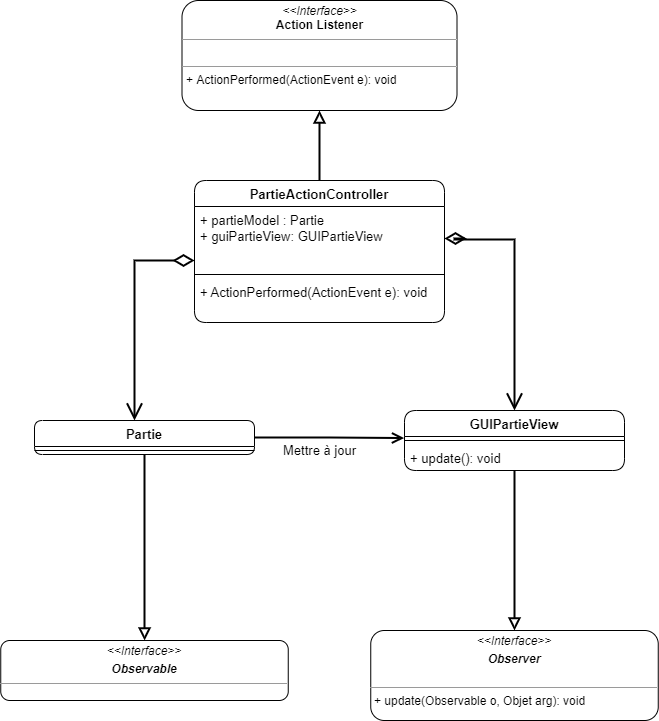 <<Interface>>
Action Listener
+ ActionPerformed(ActionEvent e): void
PartieActionController
+ partieModel : Partie
+ guiPartieView: GUIPartieView
+ ActionPerformed(ActionEvent e): void
Partie
Mettre à jour
GUIPartieView
+ update(): void
<<Interface>>
Observable
<<Interface>>
Observer
+ update(Observable o, Objet arg): void